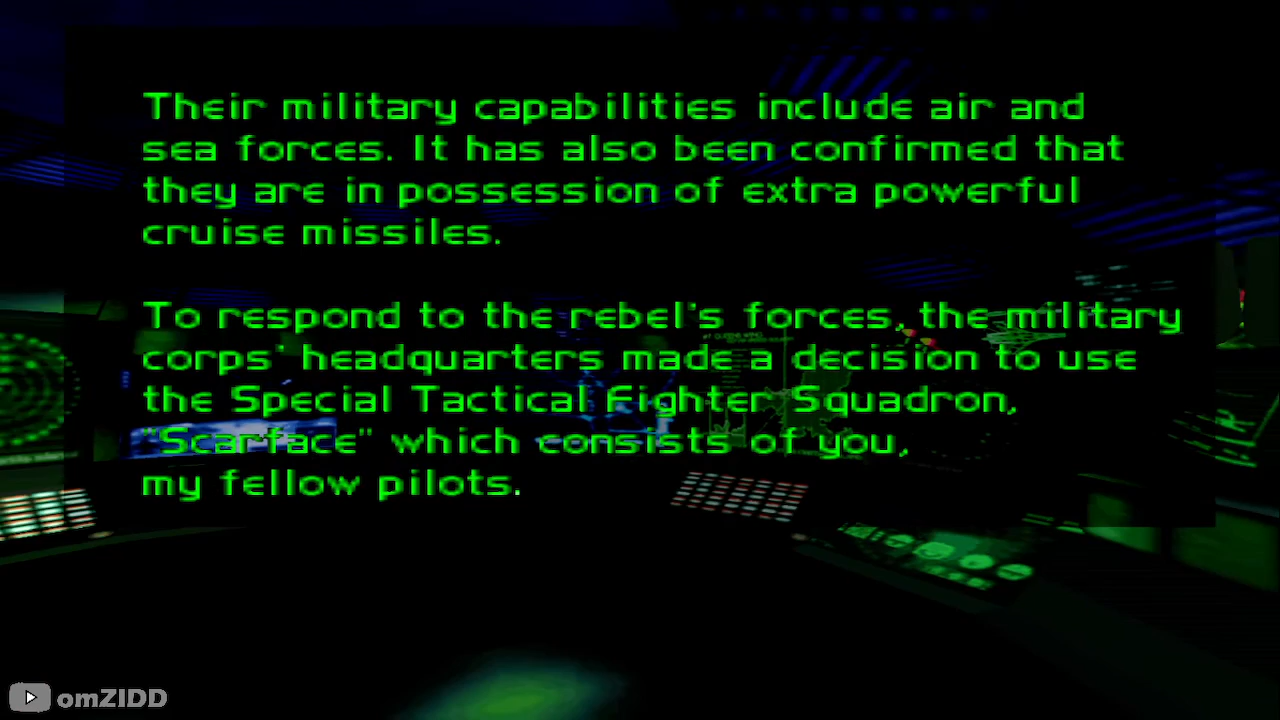 Their military capabilities include air and
sea forces. It has also been confirmed that
they are in possession of extra powerful
cruise missiles.
To respond to the rebel's forces, the military
corps' headquarters made a decision to use
the Special Tactical Fighter Squadron,
"Scarface" which consists of you,
my fellow pilots.
omZIDD